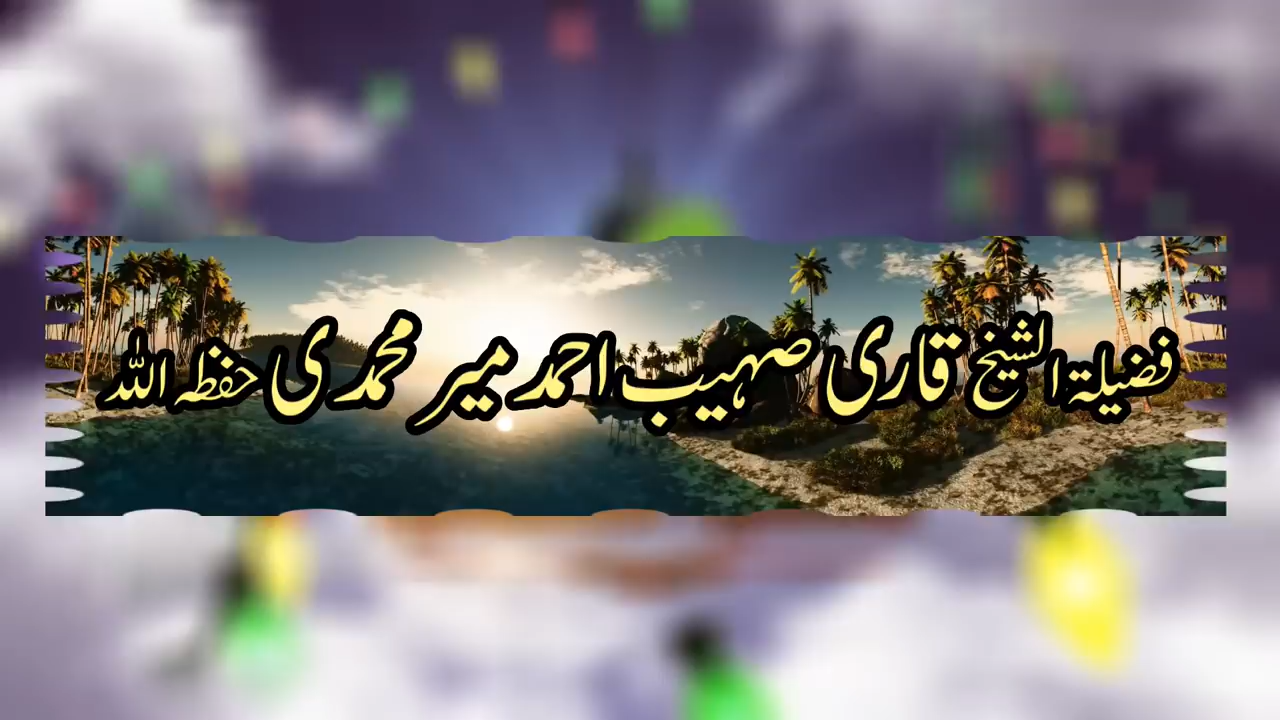 فضیلۃ الشیخ قاری صہیب احمد میر محمدی حفظہ اللہ